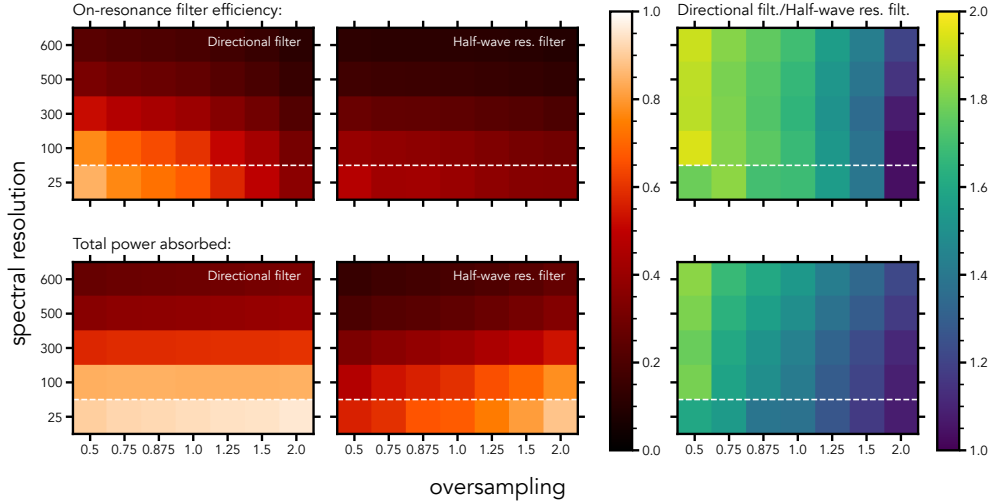 On-resonance filter efficiency:
Directional filt./Half-wave res. filt.
Directional filter
Half-wave res. filter
600
500
300
100
25
1.0
0.8
0.6
0.4
0.2
0.0
2.0
1.8
1.6
1.4
1.2
1.0
spectral resolution
Total power absorbed:
Directional filter
Half-wave res. filter
600
500
300
100
25
0.5 0.75 0.875 1.0 1.25 1.5 2.0
0.5 0.75 0.875 1.0 1.25 1.5 2.0
0.5 0.75 0.875 1.0 1.25 1.5 2.0
oversampling